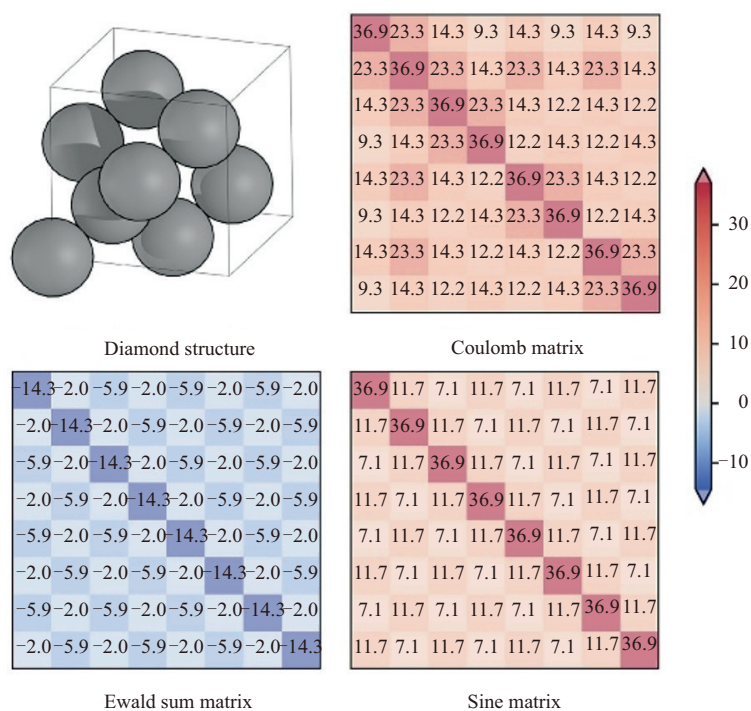 36.9 23.3 14.3 9.3 14.3 9.3 14.3 9.3
23.3 36.9 23.3 14.3 23.3 14.3 23.3 14.3
14.3 23.3 36.9 23.3 14.3 12.2 14.3 12.2
9.3 14.3 23.3 36.9 12.2 14.3 12.2 14.3
14.3 23.3 14.3 12.2 36.9 23.3 14.3 12.2
9.3 14.3 12.2 14.3 23.3 36.9 12.2 14.3
14.3 23.3 14.3 12.2 14.3 12.2 36.9 23.3
9.3 14.3 12.2 14.3 12.2 14.3 23.3 36.9
Diamond structure
Coulomb matrix
30
20
10
0
−10
−14.3 −2.0 −5.9 −2.0 −5.9 −2.0 −5.9 −2.0
−2.0 −14.3 −2.0 −5.9 −2.0 −5.9 −2.0 −5.9
−5.9 −2.0 −14.3 −2.0 −5.9 −2.0 −5.9 −2.0
−2.0 −5.9 −2.0 −14.3 −2.0 −5.9 −2.0 −5.9
−5.9 −2.0 −5.9 −2.0 −14.3 −2.0 −5.9 −2.0
−2.0 −5.9 −2.0 −5.9 −2.0 −14.3 −2.0 −5.9
−5.9 −2.0 −5.9 −2.0 −5.9 −2.0 −14.3 −2.0
−2.0 −5.9 −2.0 −5.9 −2.0 −5.9 −2.0 −14.3
Ewald sum matrix
36.9 11.7 7.1 11.7 7.1 11.7 7.1 11.7
11.7 36.9 11.7 7.1 11.7 7.1 11.7 7.1
7.1 11.7 36.9 11.7 7.1 11.7 7.1 11.7
11.7 7.1 11.7 36.9 11.7 7.1 11.7 7.1
7.1 11.7 7.1 11.7 36.9 11.7 7.1 11.7
11.7 7.1 11.7 7.1 11.7 36.9 11.7 7.1
7.1 11.7 7.1 11.7 7.1 11.7 36.9 11.7
11.7 7.1 11.7 7.1 11.7 7.1 11.7 36.9
Sine matrix